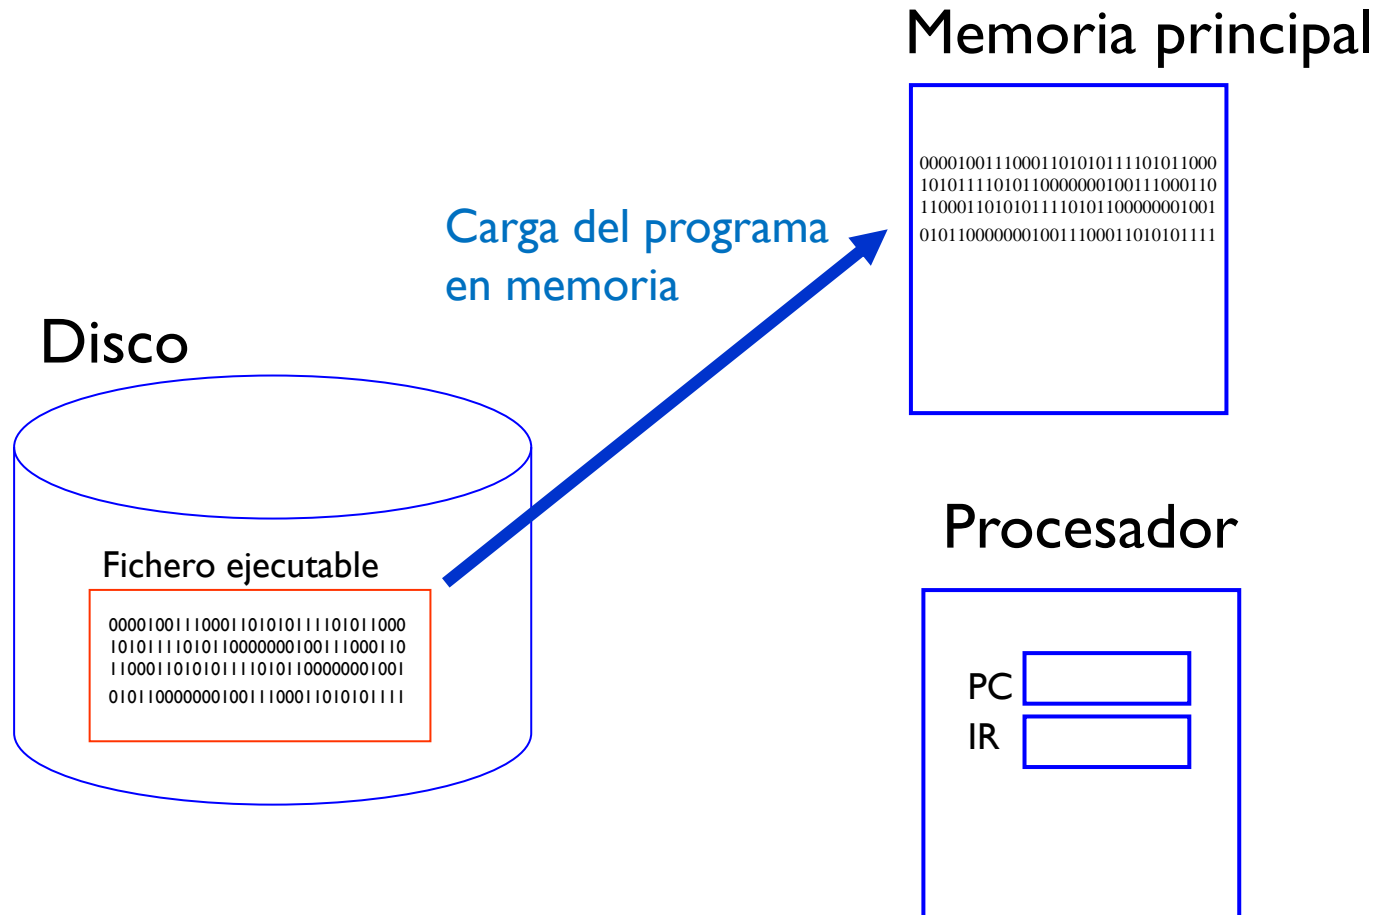 Memoria principal
00001001110001101010111101011000
10101111010110000000100111000110
11000110101011110101100000001001
01011000000010011100011010101111
Carga del programa
en memoria
Disco
Fichero ejecutable
00001001110001101010111101011000
10101111010110000000100111000110
11000110101011110101100000001001
01011000000010011100011010101111
Procesador
PC
IR